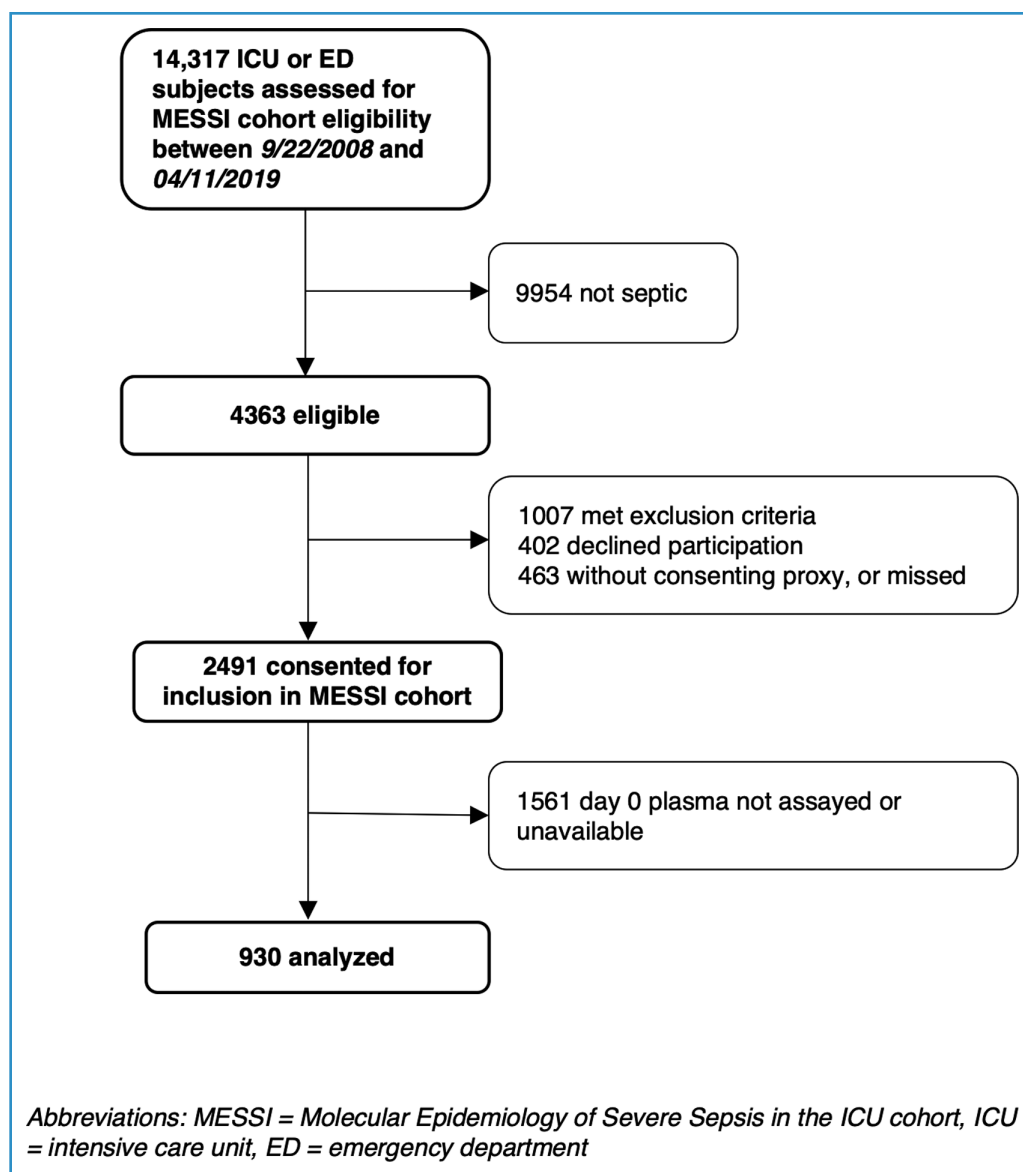 14,317 ICU or ED
subjects assessed for
MESSI cohort eligibility
between 9/22/2008 and
04/11/2019
9954 not septic
4363 eligible
1007 met exclusion criteria
402 declined participation
463 without consenting proxy, or missed
2491 consented for
inclusion in MESSI cohort
1561 day 0 plasma not assayed or
unavailable
930 analyzed
Abbreviations: MESSI = Molecular Epidemiology of Severe Sepsis in the ICU cohort, ICU
= intensive care unit, ED = emergency department